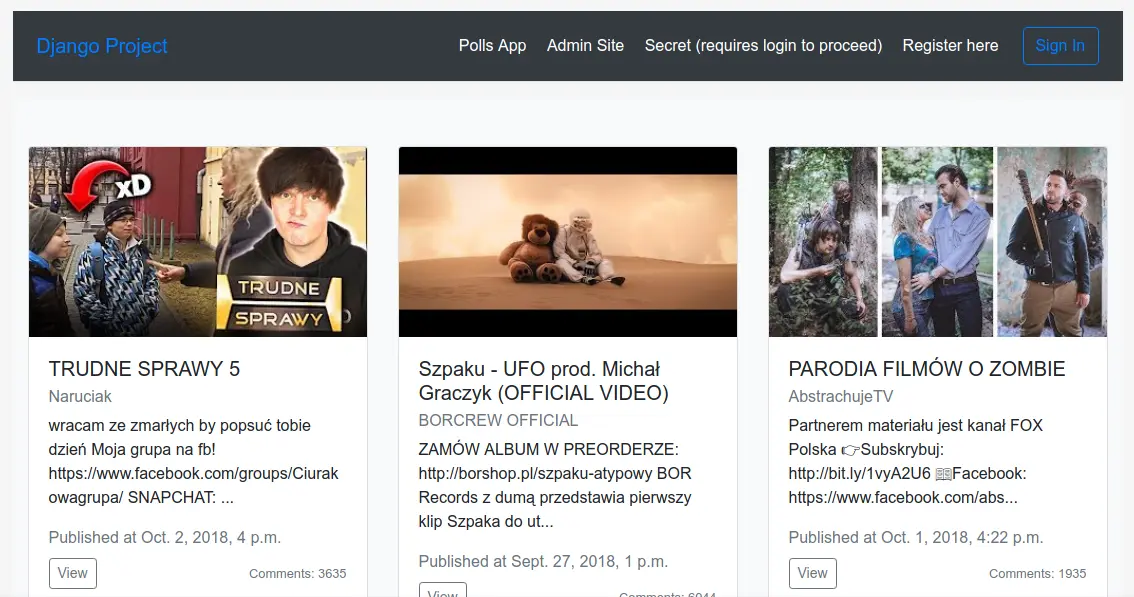 Django Project
Polls App
Admin Site
Secret (requires login to proceed)
Register here
Sign In
xD
TRUDNE
SPRAWY
TRUDNE SPRAWY 5
Naruciak
wracam ze zmarłych by popsuć tobie
dzień Moja grupa na fb!
https://www.facebook.com/groups/Ciurak
owagrupa/ SNAPCHAT: ...
Published at Oct. 2, 2018, 4 p.m.
View
Comments: 3635
Szpaku - UFO prod. Michał
Graczyk (OFFICIAL VIDEO)
BORCREW OFFICIAL
ZAMÓW ALBUM W PREORDERZE:
http://borshop.pl/szpaku-atypowy BOR
Records z dumą przedstawia pierwszy
klip Szpaka do ut...
Published at Sept. 27, 2018, 1 p.m.
View
Comments: 6944
PARODIA FILMÓW O ZOMBIE
AbstrachujeTV
Partnerem materiału jest kanał FOX
Polska 👉Subskrybuj:
http://bit.ly/1vyA2U6 📖Facebook:
https://www.facebook.com/abs...
Published at Oct. 1, 2018, 4:22 p.m.
View
Comments: 1935